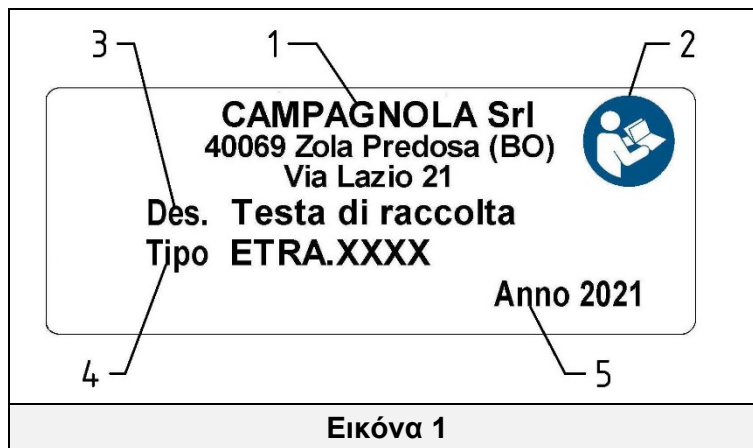 3 1 2
CAMPAGNOLA Srl
40069 Zola Predosa (BO)
Via Lazio 21
Des. Testa di raccolta
Tipo ETRA.XXXX
Anno 2021
4 5
Εικόνα 1